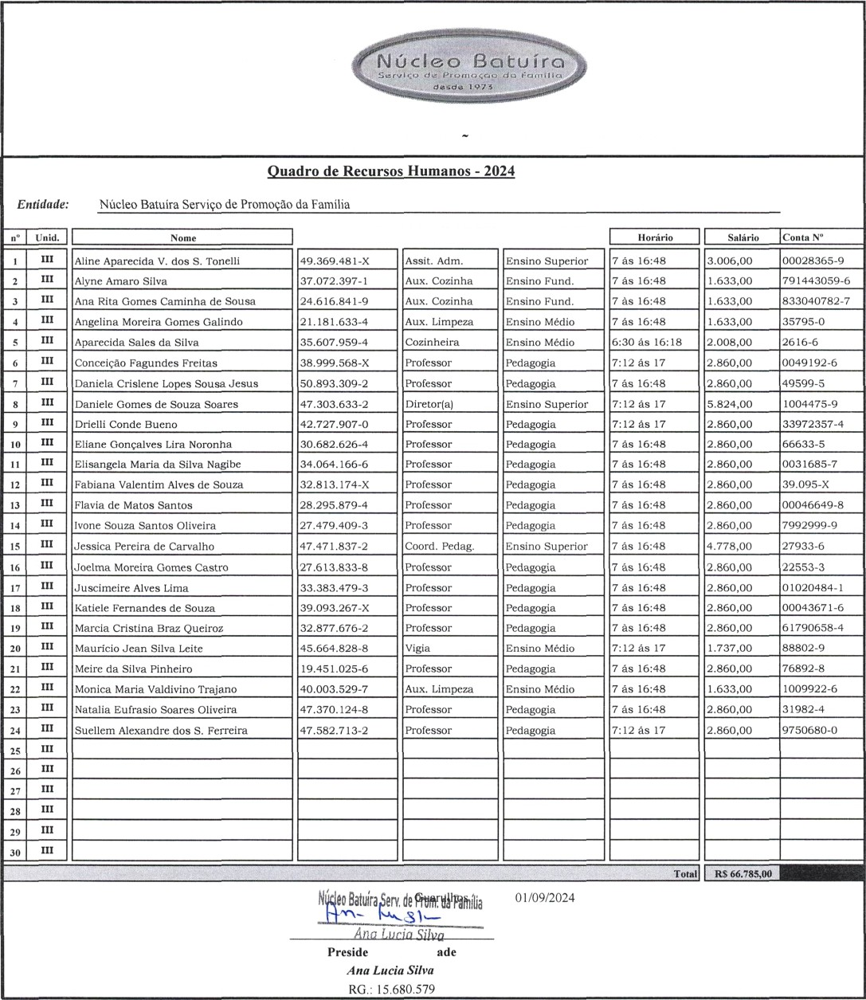 Núcleo Batuíra
Serviço de Promoção da Família
desde 1973
~
Quadro de Recursos Humanos - 2024
Entidade: Núcleo Batuira Serviço de Promoção da Família
nº Unid. Nome Horário Salário Conta Nº
1 III Aline Aparecida V. dos S. Tonelli 49.369.481-X Assit. Adm. Ensino Superior 7 ás 16:48 3.006,00 00028365-9
2 III Alyne Amaro Silva 37.072.397-1 Aux. Cozinha Ensino Fund. 7 ás 16:48 1.633,00 791443059-6
3 III Ana Rita Gomes Caminha de Sousa 24.616.841-9 Aux. Cozinha Ensino Fund. 7 às 16:48 1.633,00 833040782-7
4 III Angelina Moreira Gomes Galindo 21.181.633-4 Aux. Limpeza Ensino Médio 7 ás 16:48 1.633,00 35795-0
5 III Aparecida Sales da Silva 35.607.959-4 Cozinheira Ensino Médio 6:30 ás 16:18 2.008,00 2616-6
6 III Conceição Fagundes Freitas 38.999.568-X Professor Pedagogia 7:12 ás 17 2.860,00 0049192-6
7 III Daniela Crislene Lopes Sousa Jesus 50.893.309-2 Professor Pedagogia 7 ás 16:48 2.860,00 49599-5
8 III Daniele Gomes de Souza Soares 47.303.633-2 Diretor(a) Ensino Superior 7:12 ás 17 5.824,00 1004475-9
9 III Drielli Conde Bueno 42.727.907-0 Professor Pedagogia 7:12 ás 17 2.860,00 33972357-4
10 III Eliane Gonçalves Lira Noronha 30.682.626-4 Professor Pedagogia 7 ás 16:48 2.860,00 66633-5
11 III Elisangela Maria da Silva Nagibe 34.064.166-6 Professor Pedagogia 7 ás 16:48 2.860,00 0031685-7
12 III Fabiana Valentim Alves de Souza 32.813.174-X Professor Pedagogia 7 ás 16:48 2.860,00 39.095-X
13 III Flavia de Matos Santos 28.295.879-4 Professor Pedagogia 7 ás 16:48 2.860,00 00046649-8
14 III Ivone Souza Santos Oliveira 27.479.409-3 Professor Pedagogia 7 ás 16:48 2.860,00 7992999-9
15 III Jessica Pereira de Carvalho 47.471.837-2 Coord. Pedag. Ensino Superior 7 ás 16:48 4.778,00 27933-6
16 III Joelma Moreira Gomes Castro 27.613.833-8 Professor Pedagogia 7 ás 16:48 2.860,00 22553-3
17 III Juscimeire Alves Lima 33.383.479-3 Professor Pedagogia 7 ás 16:48 2.860,00 01020484-1
18 III Katiele Fernandes de Souza 39.093.267-X Professor Pedagogia 7 ás 16:48 2.860,00 00043671-6
19 III Marcia Cristina Braz Queiroz 32.877.676-2 Professor Pedagogia 7 às 16:48 2.860,00 61790658-4
20 III Maurício Jean Silva Leite 45.664.828-8 Vigia Ensino Médio 7:12 ás 17 1.737,00 88802-9
21 III Meire da Silva Pinheiro 19.451.025-6 Professor Pedagogia 7 ás 16:48 2.860,00 76892-8
22 III Monica Maria Valdivino Trajano 40.003.529-7 Aux. Limpeza Ensino Médio 7 ás 16:48 1.633,00 1009922-6
23 III Natalia Eufrasio Soares Oliveira 47.370.124-8 Professor Pedagogia 7 ás 16:48 2.860,00 31982-4
24 III Suellem Alexandre dos S. Ferreira 47.582.713-2 Professor Pedagogia 7:12 ás 17 2.860,00 9750680-0
25 III
26 III
27 III
28 III
29 III
30 III
Total R$ 66.785,00
Núcleo Batuíra Serv. de Prom. da Família 01/09/2024
Ana Lucia Silva
Preside ade
Ana Lucia Silva
RG.: 15.680.579